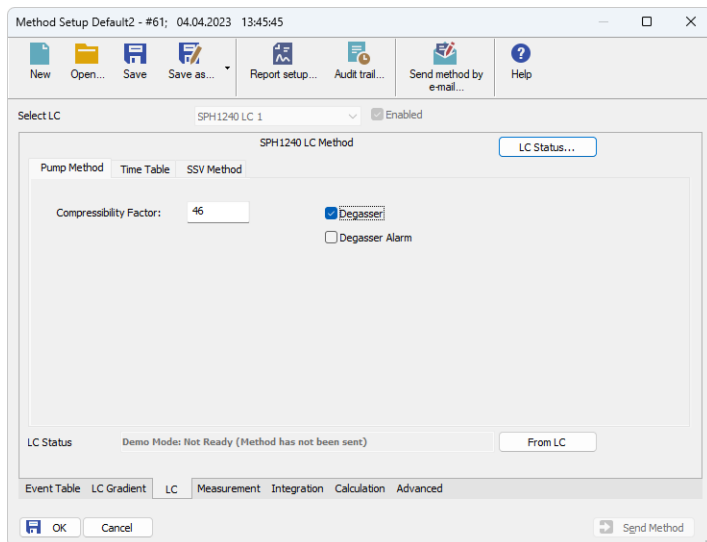 Method Setup Default2 - #61; 04.04.2023 13:45:45
New Open... Save Save as... Report setup... Audit trail... Send method by e-mail... Help
Select LC SPH1240 LC 1 Enabled
SPH1240 LC Method LC Status...
Pump Method Time Table SSV Method
Compressibility Factor: 46 Degasser
Degasser Alarm
LC Status Demo Mode: Not Ready (Method has not been sent) From LC
Event Table LC Gradient LC Measurement Integration Calculation Advanced
OK Cancel Send Method